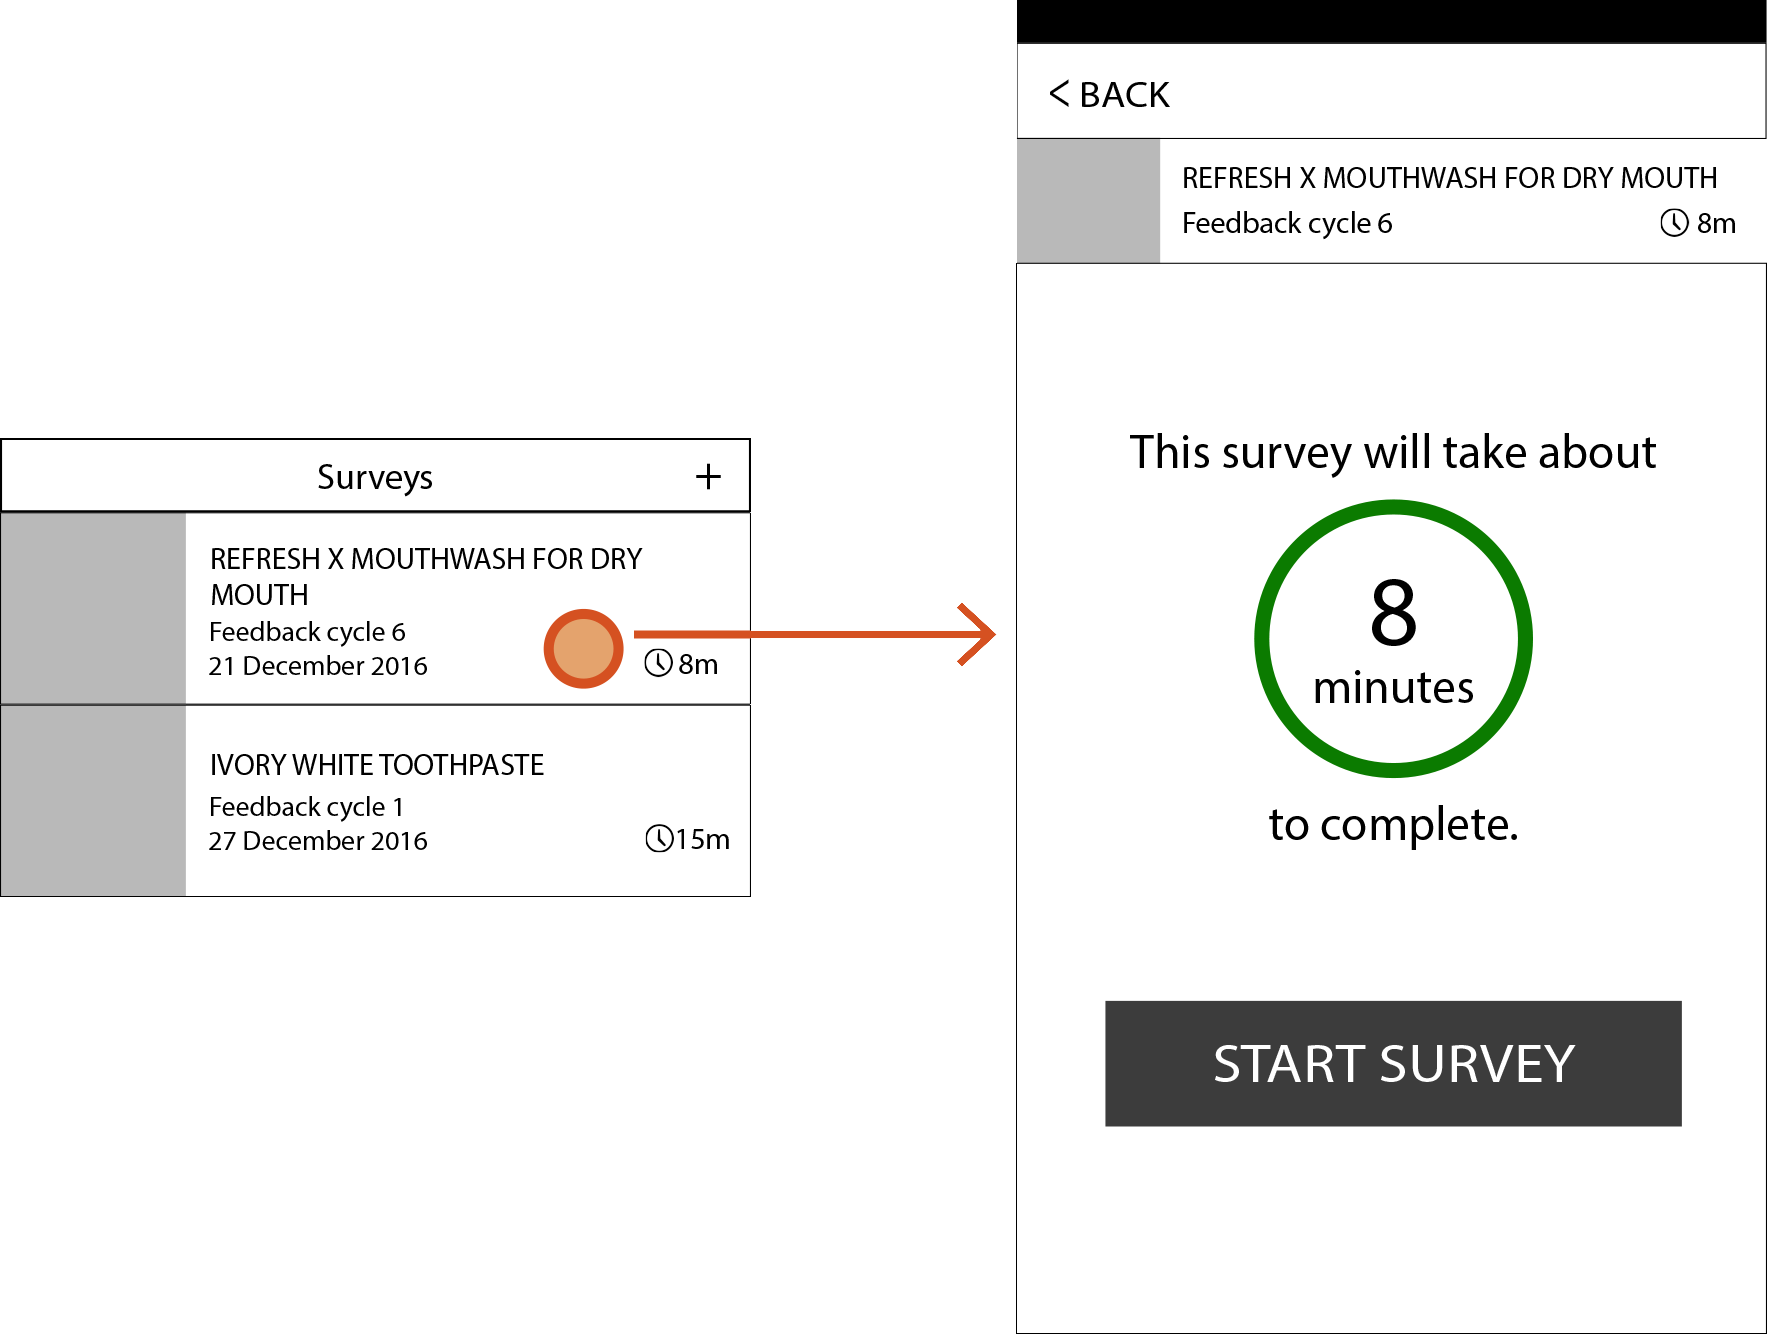 Surveys +
REFRESH X MOUTHWASH FOR DRY
MOUTH
Feedback cycle 6
21 December 2016
8m
IVORY WHITE TOOTHPASTE
Feedback cycle 1
27 December 2016
15m
< BACK
REFRESH X MOUTHWASH FOR DRY MOUTH
Feedback cycle 6
8m
This survey will take about
8
minutes
to complete.
START SURVEY